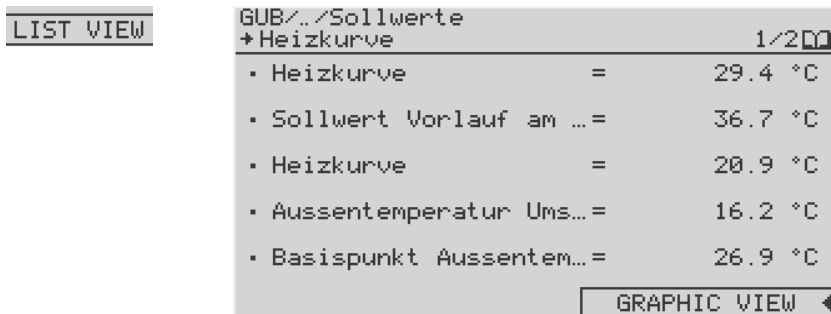 LIST VIEW
GUB/../Sollwerte
Heizkurve 1/2
Heizkurve = 29.4 °C
Sollwert Vorlauf am …= 36.7 °C
Heizkurve = 20.9 °C
Aussentemperatur Ums…= 16.2 °C
Basispunkt Aussentem…= 26.9 °C
GRAPHIC VIEW